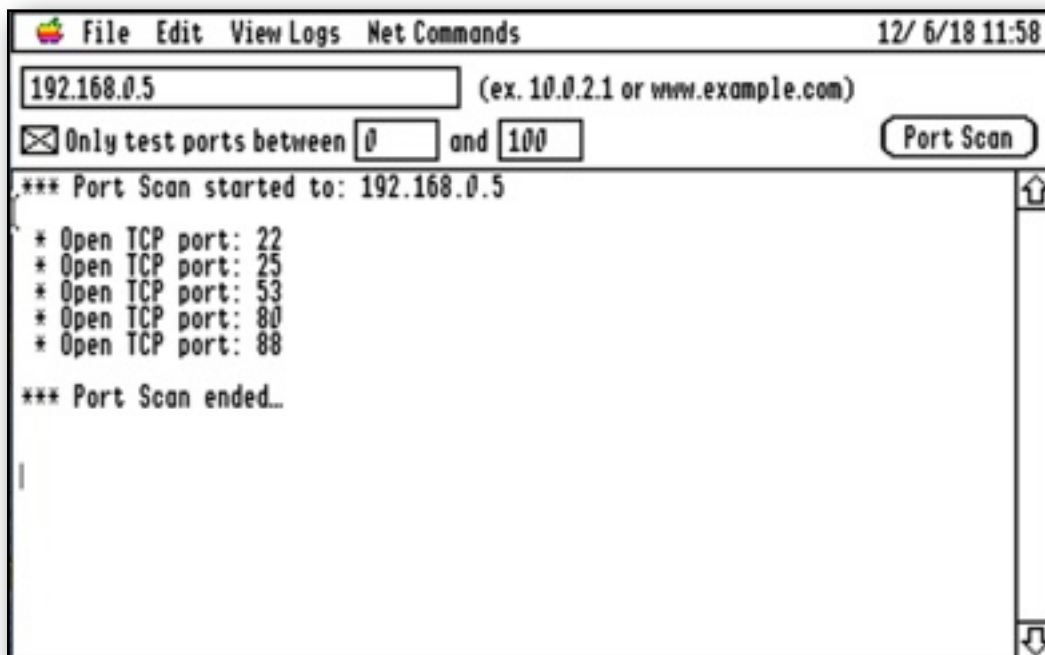 File Edit View Logs Net Commands 12/ 6/18 11:58
192.168.0.5 (ex. 10.0.2.1 or www.example.com)
Only test ports between 0 and 100 Port Scan
*** Port Scan started to: 192.168.0.5
* Open TCP port: 22
* Open TCP port: 25
* Open TCP port: 53
* Open TCP port: 80
* Open TCP port: 88
*** Port Scan ended…